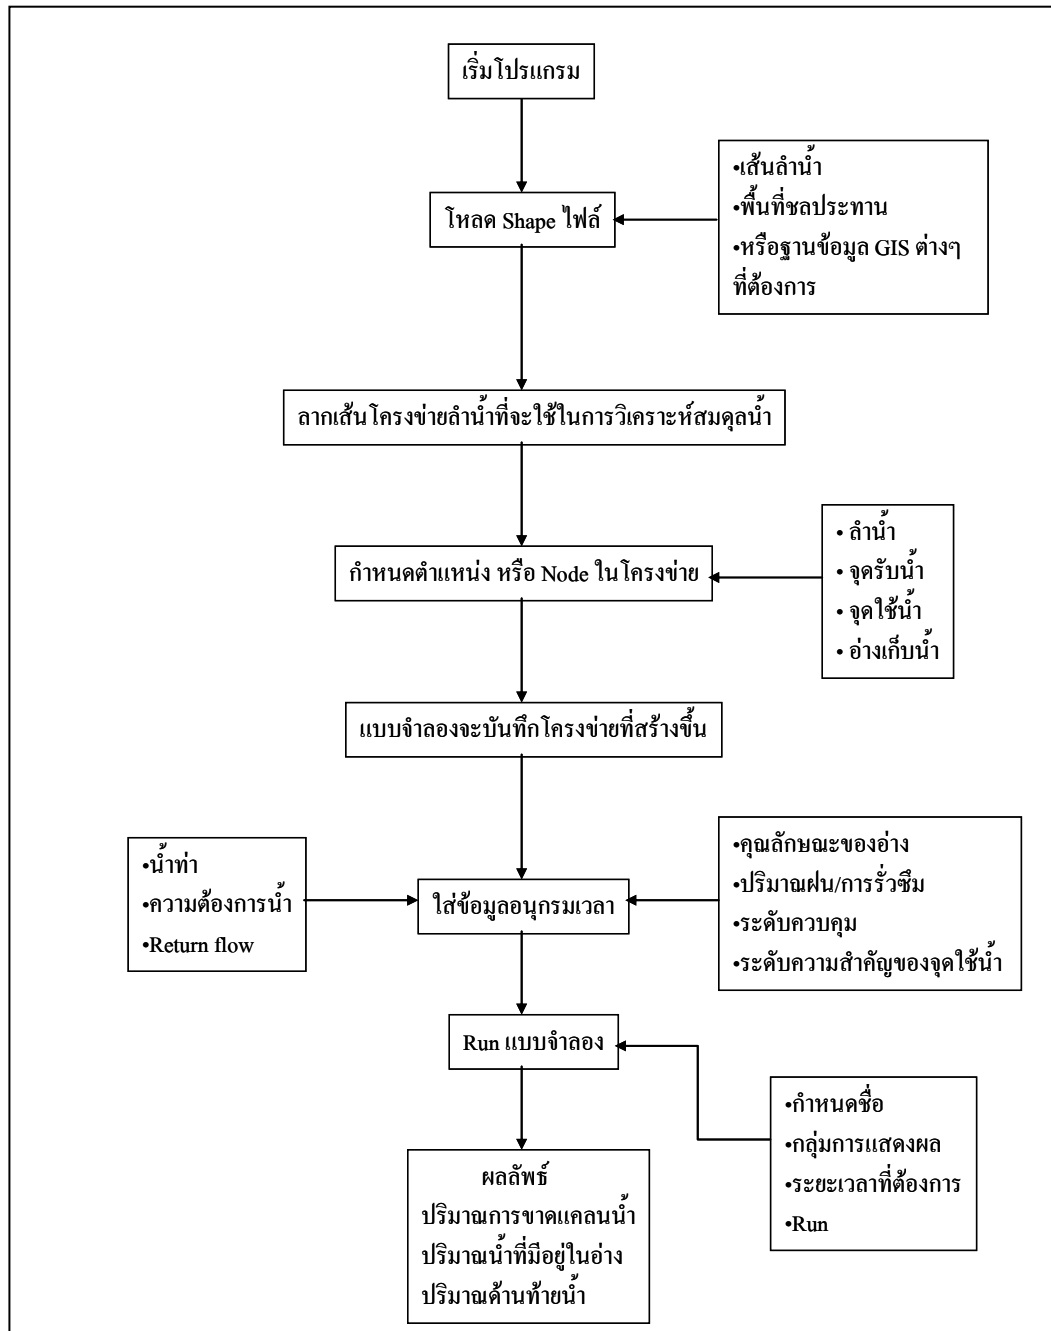 เริ่มโปรแกรม
•เส้นลำน้ำ
•พื้นที่ชลประทาน
•หรือฐานข้อมูล GIS ต่างๆ
ที่ต้องการ
โหลด Shape ไฟล์
ลากเส้นโครงข่ายลำน้ำที่จะใช้ในการวิเคราะห์สมดุลน้ำ
• ลำน้ำ
• จุดรับน้ำ
• จุดใช้น้ำ
• อ่างเก็บน้ำ
กำหนดตำแหน่ง หรือ Node ในโครงข่าย
แบบจำลองจะบันทึกโครงข่ายที่สร้างขึ้น
•น้ำท่า
•ความต้องการน้ำ
•Return flow
•คุณลักษณะของอ่าง
•ปริมาณฝน/การรั่วซึม
•ระดับควบคุม
•ระดับความสำคัญของจุดใช้น้ำ
ใส่ข้อมูลอนุกรมเวลา
Run แบบจำลอง
•กำหนดชื่อ
•กลุ่มการแสดงผล
•ระยะเวลาที่ต้องการ
•Run
ผลลัพธ์
ปริมาณการขาดแคลนน้ำ
ปริมาณน้ำที่มีอยู่ในอ่าง
ปริมาณด้านท้ายน้ำ